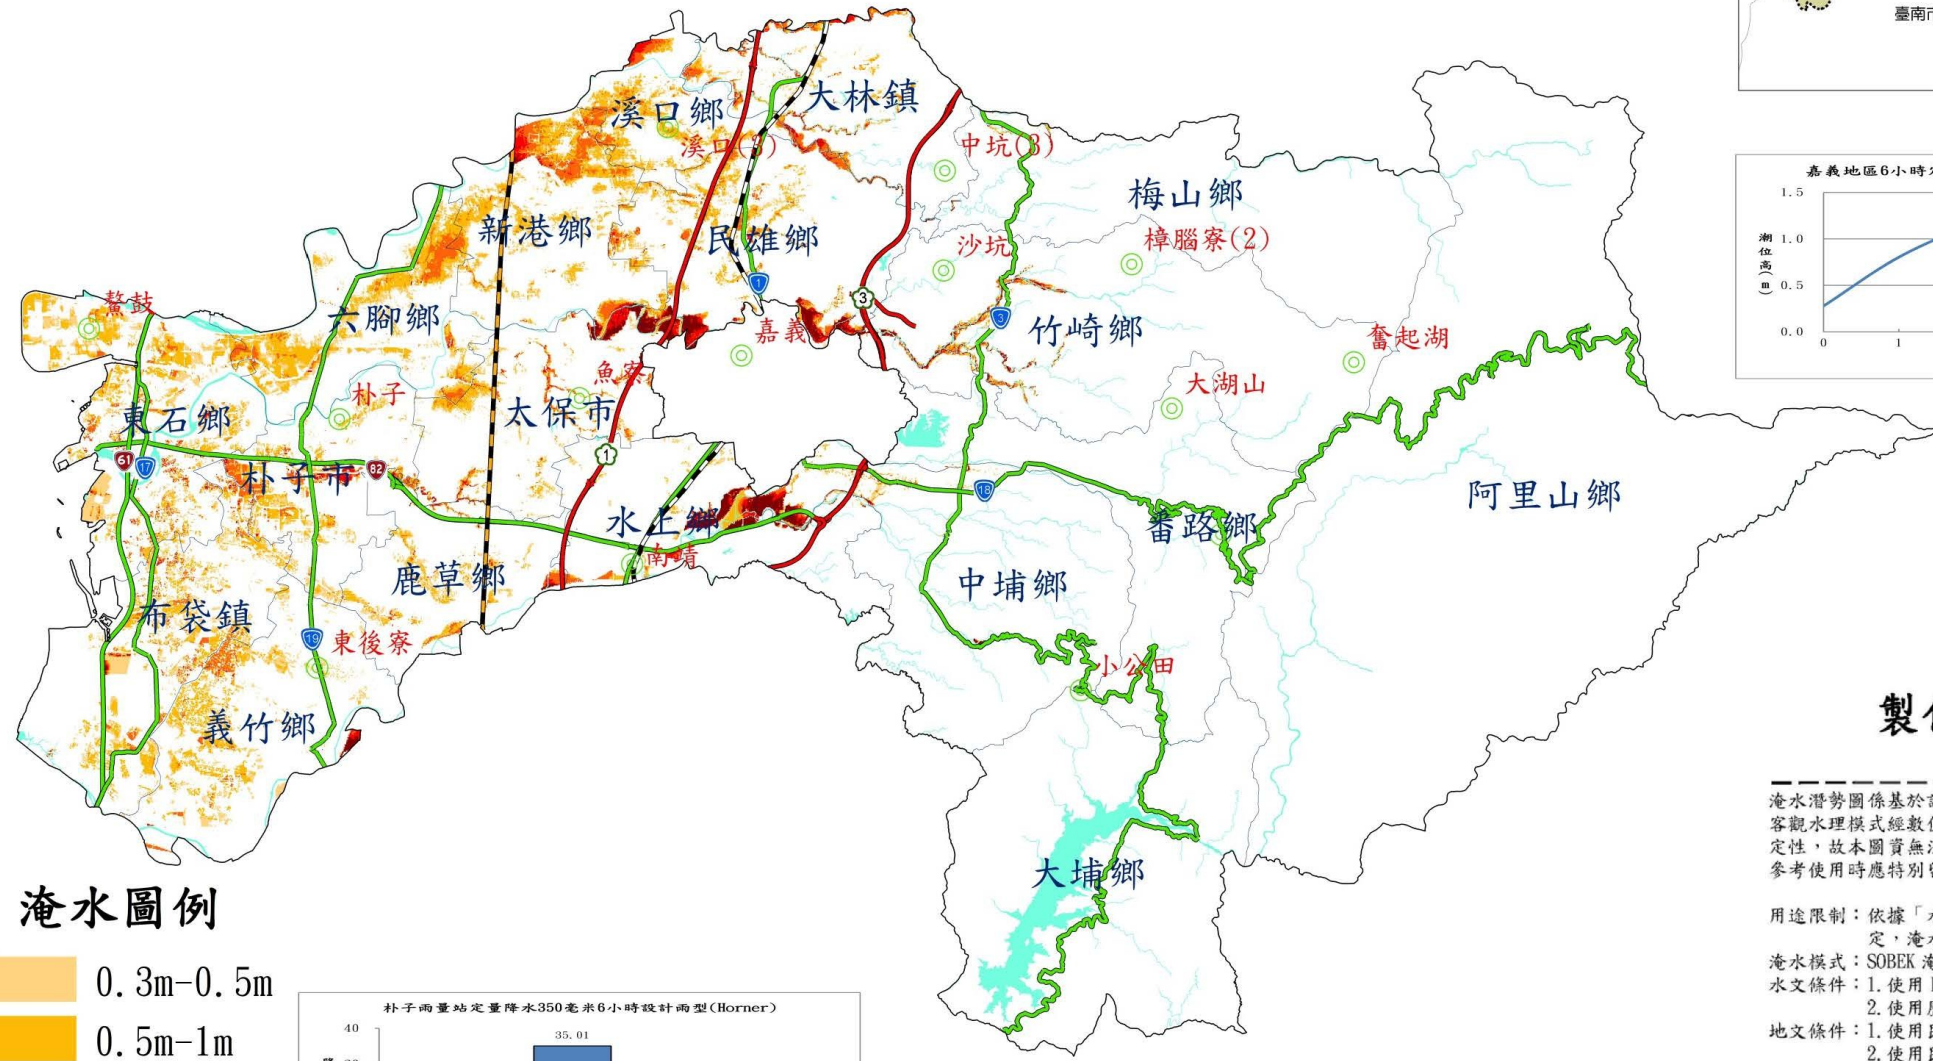 臺南市
大林鎮
溪口鄉
溪口(3)
中坑(3)
梅山鄉
新港鄉
民雄鄉
沙坑
樟腦寮(2)
1
3
鰲鼓
六腳鄉
3
竹崎鄉
嘉義
奮起湖
魚寮
朴子
大湖山
東石鄉
太保市
1
61
17
朴子市
82
18
阿里山鄉
水上鄉
番路鄉
南靖
鹿草鄉
中埔鄉
布袋鎮
19
東後寮
小公田
義竹鄉
大埔鄉
淹水圖例
0.3m-0.5m
0.5m-1m
朴子雨量站定量降水350毫米6小時設計雨型(Horner)
40
35.01
嘉義地區6小時
1.5
1.0
0.5
0.0
潮位高(m)
0
1
製
淹水潛勢圖係基於
客觀水理模式經數
定性，故本圖資無
參考使用時應特別
用途限制：依據「
定，淹
淹水模式：SOBEK 淹
水文條件：1.使用
2.使用
地文條件：1.使用
2.使用